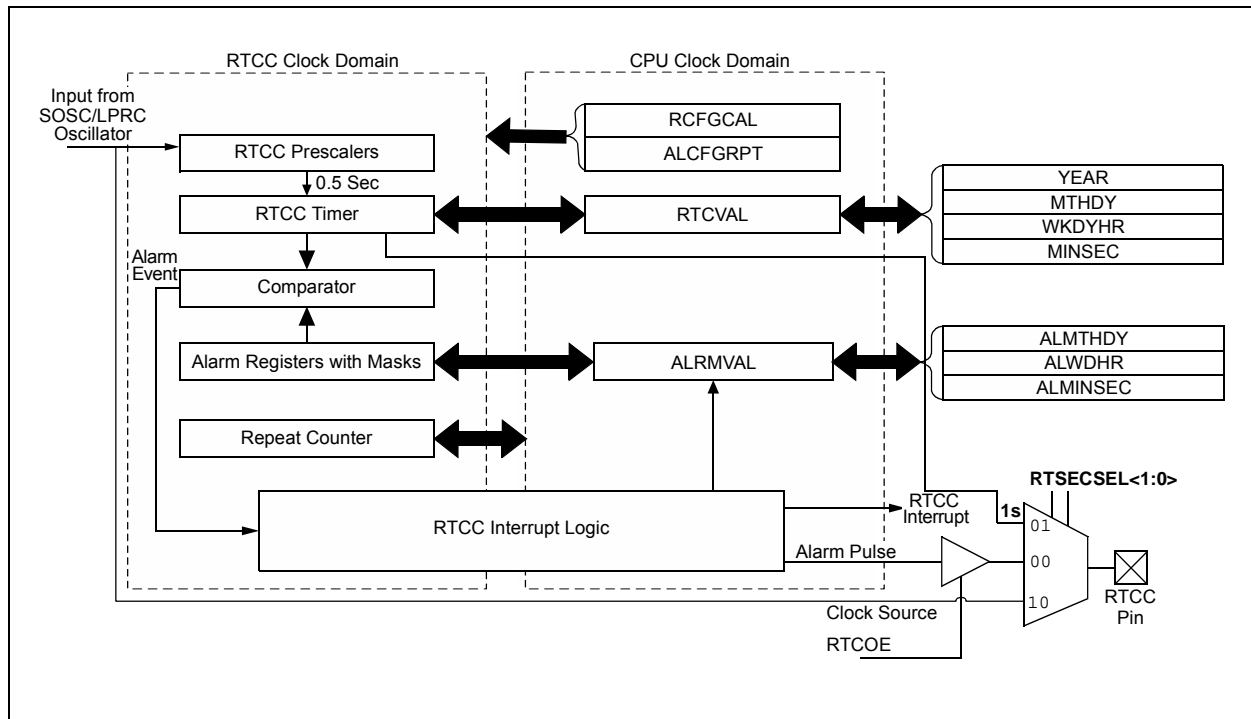 RTCC Clock Domain
CPU Clock Domain
Input from
SOSC/LPRC
Oscillator
RCFGCAL
ALCFGRPT
RTCC Prescalers
0.5 Sec
YEAR
MTHDY
WKDYHR
MINSEC
RTCC Timer
RTCVAL
Alarm
Event
Comparator
ALMTHDY
ALWDHR
ALMINSEC
Alarm Registers with Masks
ALRMVAL
Repeat Counter
RTSECSEL<1:0>
RTCC
Interrupt
1s
01
RTCC Interrupt Logic
Alarm Pulse
00
10
Clock Source
RTCC
Pin
RTCOE